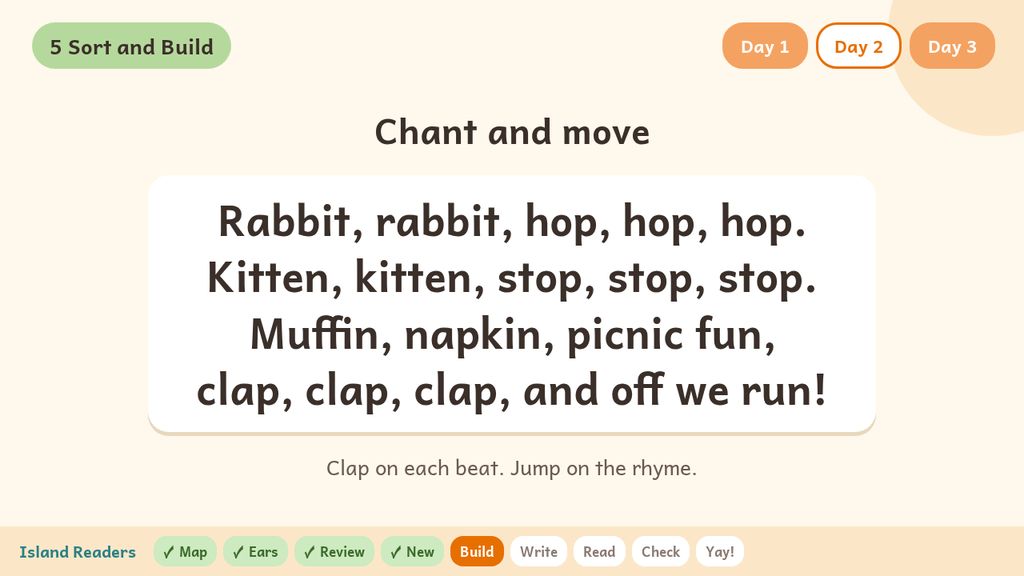 5 Sort and Build
Day 1
Day 2
Day 3
Chant and move
Rabbit, rabbit, hop, hop, hop.
Kitten, kitten, stop, stop, stop.
Muffin, napkin, picnic fun,
clap, clap, clap, and off we run!
Clap on each beat. Jump on the rhyme.
Island Readers
✓ Map
✓ Ears
✓ Review
✓ New
Build
Write
Read
Check
Yay!